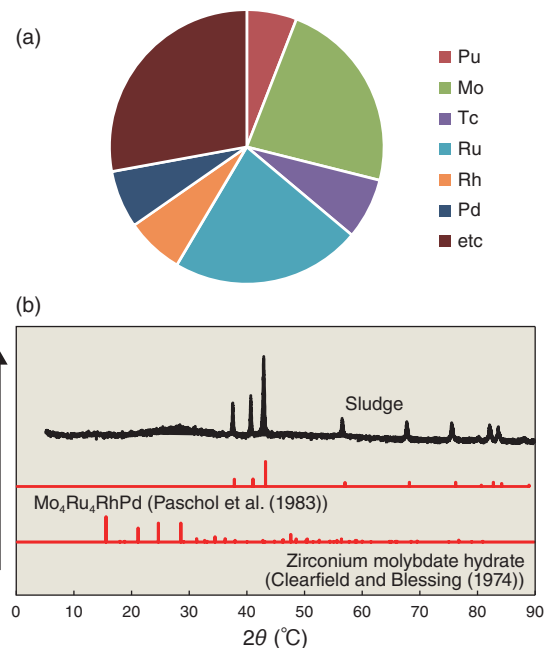 (a)
Pu
Mo
Tc
Ru
Rh
Pd
etc
(b)
Sludge
Mo₄Ru₄RhPd (Paschol et al. (1983))
Zirconium molybdate hydrate
(Clearfield and Blessing (1974))
0 10 20 30 40 50 60 70 80 90
2θ (℃)